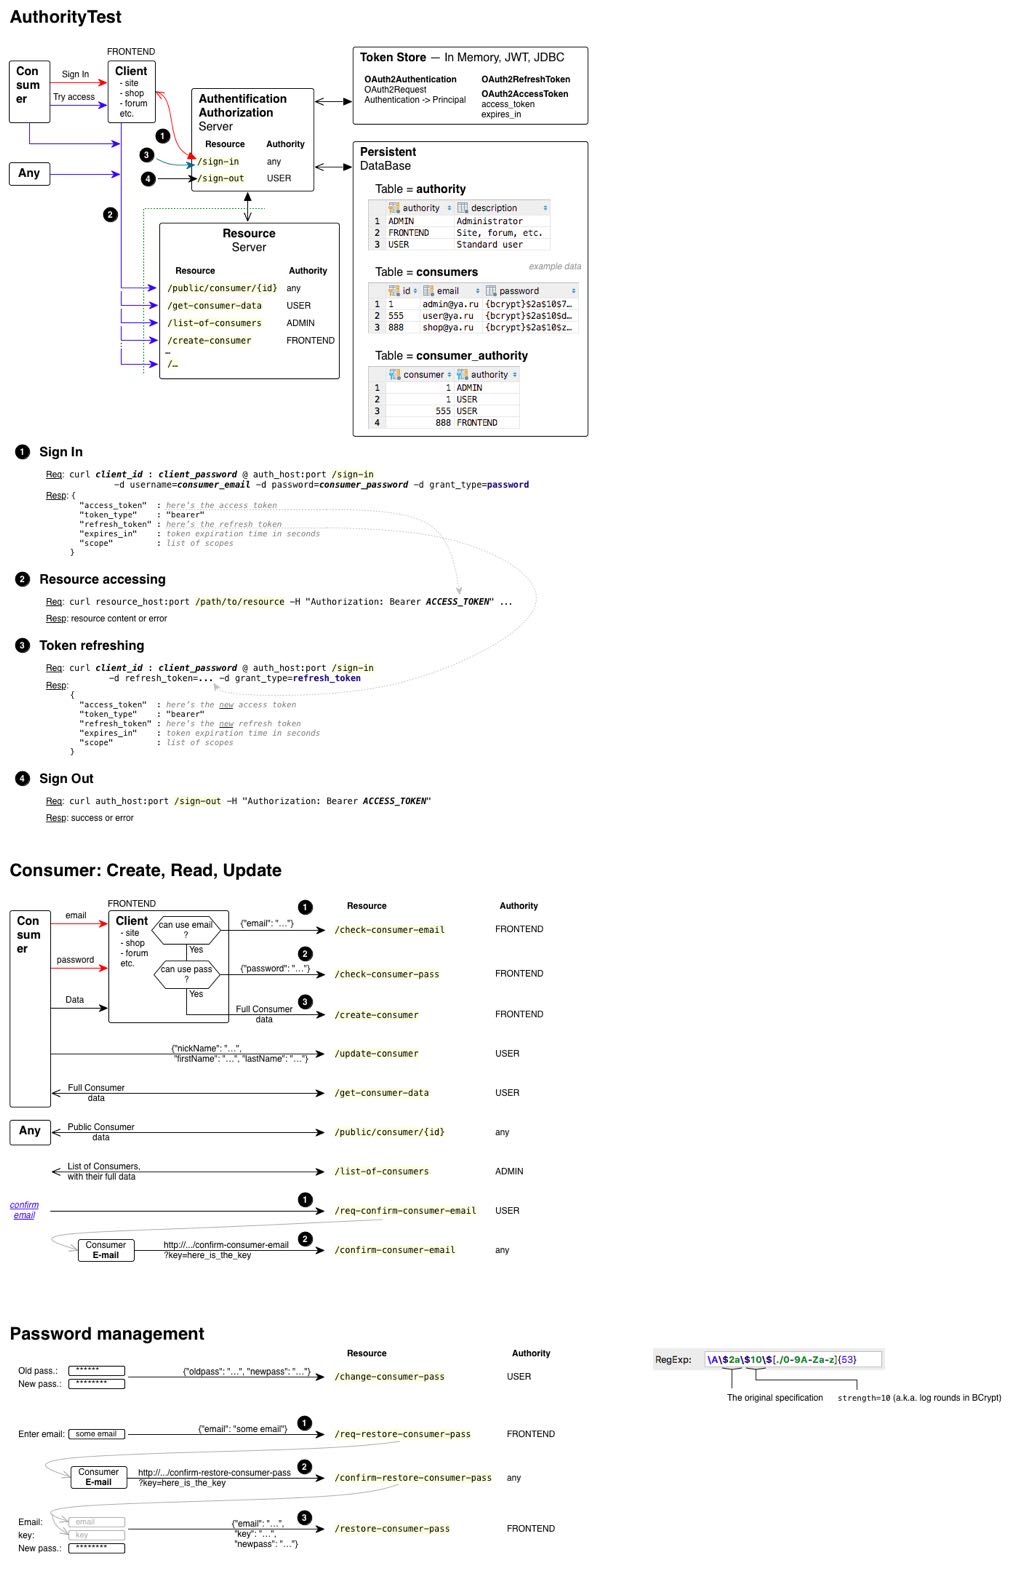 AuthorityTest
FRONTEND
Con
sum
er
Sign In
Try access
Client
- site
- shop
- forum
etc.
Any
Authentification
Authorization
Server
Resource Authority
/sign-in any
/sign-out USER
1
3
4
2
Token Store — In Memory, JWT, JDBC
OAuth2Authentication
OAuth2Request
Authentication -> Principal
OAuth2RefreshToken
OAuth2AccessToken
access_token
expires_in
Resource
Server
Resource Authority
/public/consumer/{id} any
/get-consumer-data USER
/list-of-consumers ADMIN
/create-consumer FRONTEND
…
/…
Persistent
DataBase
Table = authority
authority description
1 ADMIN Administrator
2 FRONTEND Site, forum, etc.
3 USER Standard user
example data
Table = consumers
id email password
1 1 admin@ya.ru {bcrypt}$2a$10$7…
2 555 user@ya.ru {bcrypt}$2a$10$d…
3 888 shop@ya.ru {bcrypt}$2a$10$z…
Table = consumer_authority
consumer authority
1 1 ADMIN
2 1 USER
3 555 USER
4 888 FRONTEND
1 Sign In
Req: curl client_id : client_password @ auth_host:port /sign-in
-d username=consumer_email -d password=consumer_password -d grant_type=password
Resp: {
"access_token" : here's the access token
"token_type" : "bearer"
"refresh_token" : here's the refresh token
"expires_in" : token expiration time in seconds
"scope" : list of scopes
}
2 Resource accessing
Req: curl resource_host:port /path/to/resource -H "Authorization: Bearer ACCESS_TOKEN" ...
Resp: resource content or error
3 Token refreshing
Req: curl client_id : client_password @ auth_host:port /sign-in
-d refresh_token=... -d grant_type=refresh_token
Resp:
{
"access_token" : here's the new access token
"token_type" : "bearer"
"refresh_token" : here's the new refresh token
"expires_in" : token expiration time in seconds
"scope" : list of scopes
}
4 Sign Out
Req: curl auth_host:port /sign-out -H "Authorization: Bearer ACCESS_TOKEN"
Resp: success or error
Consumer: Create, Read, Update
FRONTEND
Resource Authority
Con
sum
er
email
password
Data
Client
- site
- shop
- forum
etc.
can use email
?
Yes
can use pass
?
Yes
1
{"email": "…"}
/check-consumer-email FRONTEND
2
{"password": "…"}
/check-consumer-pass FRONTEND
3
Full Consumer
data
/create-consumer FRONTEND
{"nickName": "…",
"firstName": "…", "lastName": "…"}
/update-consumer USER
Full Consumer
data
/get-consumer-data USER
Any
Public Consumer
data
/public/consumer/{id} any
List of Consumers,
with their full data
/list-of-consumers ADMIN
confirm
email
1
/req-confirm-consumer-email USER
Consumer
E-mail
2
http://.../confirm-consumer-email
?key=here_is_the_key
/confirm-consumer-email any
Password management
Resource Authority
Old pass.: ******
New pass.: ********
{"oldpass": "…", "newpass": "…"}
/change-consumer-pass USER
RegExp: \A\$2a\$10\$[./0-9A-Za-z]{53}
The original specification
strength=10 (a.k.a. log rounds in BCrypt)
Enter email: some email
1
{"email": "some email"}
/req-restore-consumer-pass FRONTEND
Consumer
E-mail
2
http://.../confirm-restore-consumer-pass
?key=here_is_the_key
/confirm-restore-consumer-pass any
Email: email
key: key
New pass.: ********
3
{"email": "…",
"key": "…",
"newpass": "…"}
/restore-consumer-pass FRONTEND